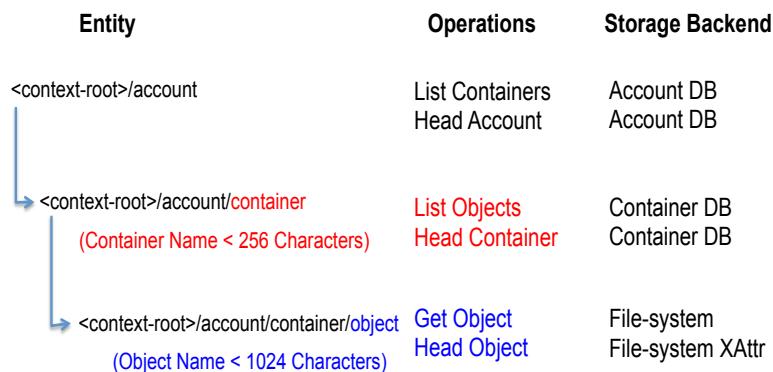 Entity Operations Storage Backend
<context-root>/account List Containers Account DB
Head Account Account DB
<context-root>/account/container List Objects Container DB
(Container Name < 256 Characters) Head Container Container DB
<context-root>/account/container/object Get Object File-system
(Object Name < 1024 Characters) Head Object File-system XAttr